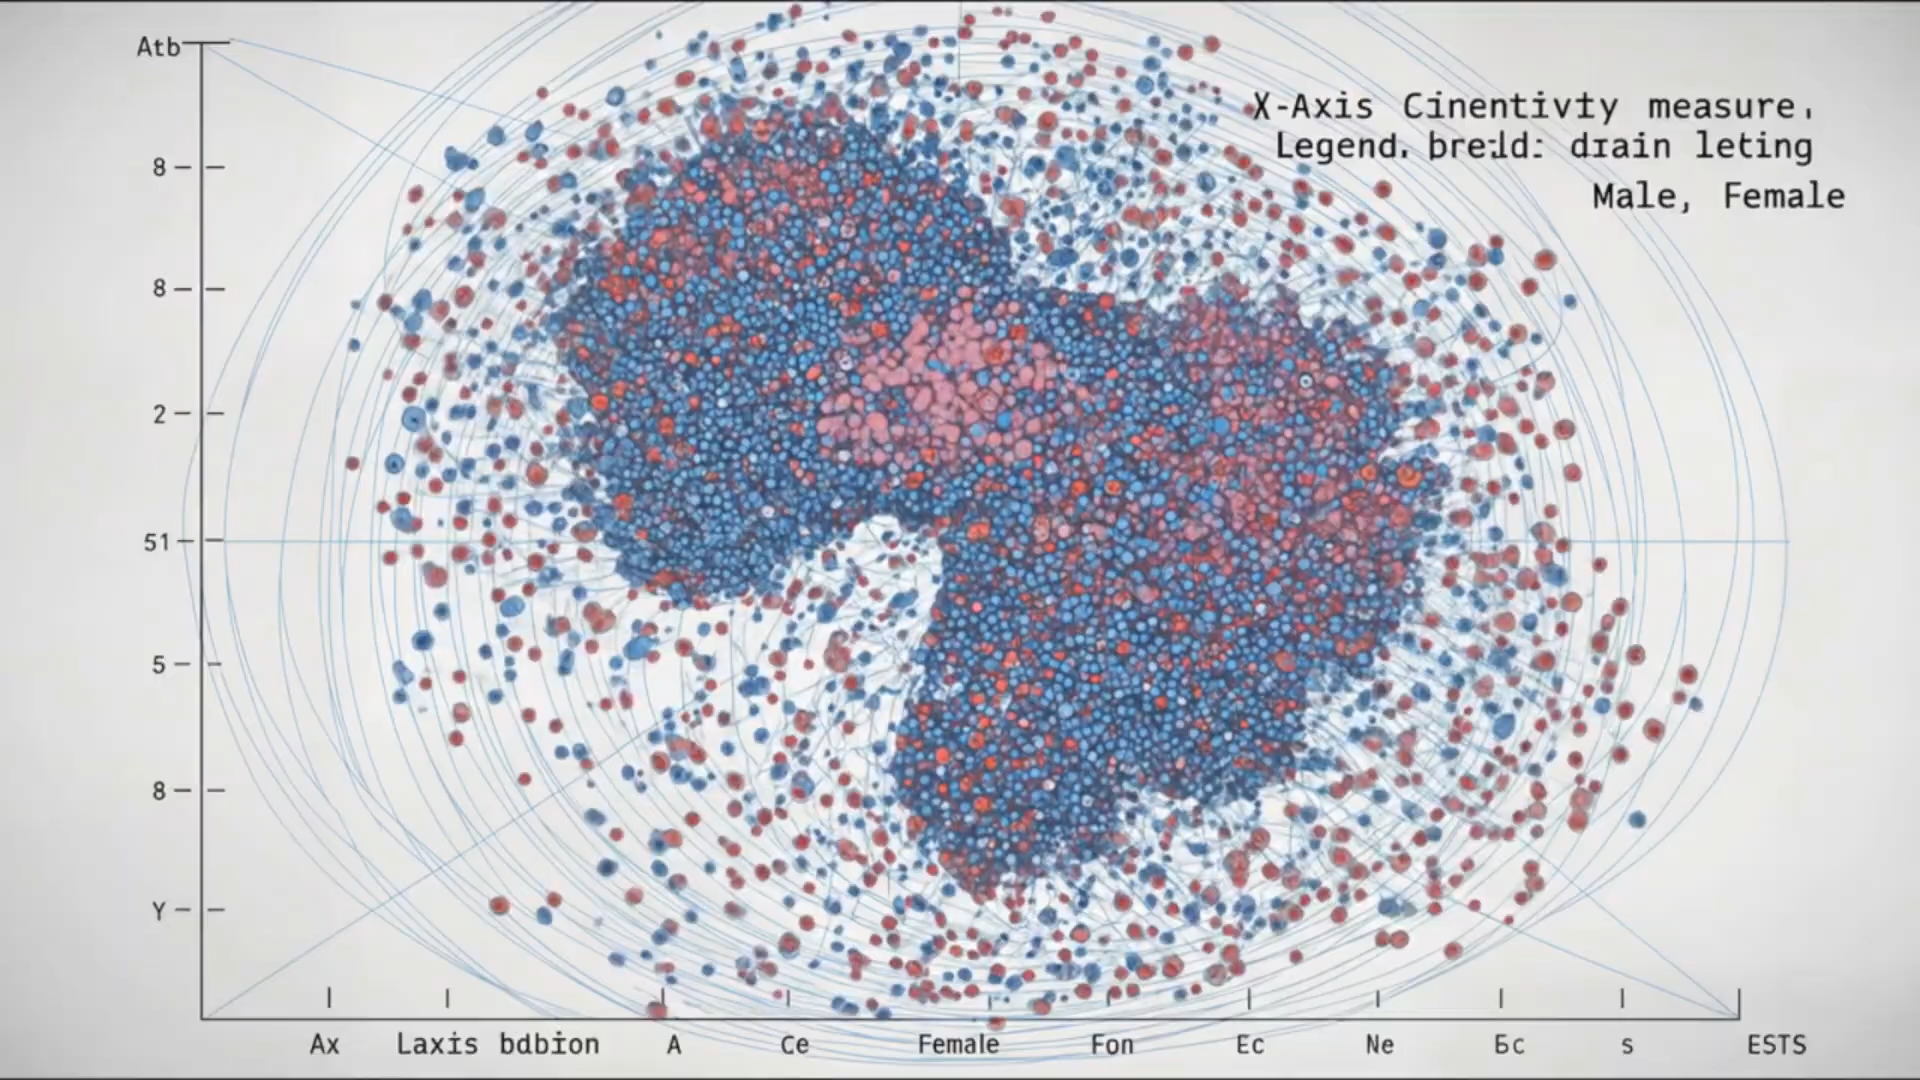 Atb
X-Axis Cinentivty measure.
Legend. breld: drain leting
Male, Female
8
8
2
51
5
8
Y
Ax Laxis bdbion A Ce Female Fon Ec Ne Бc s ESTS